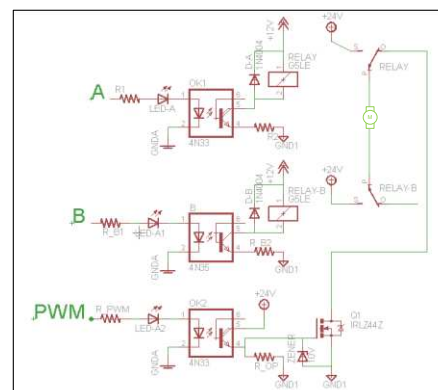 +24V
+12V
D-A
1N4004
RELAY
G5LE
S
O
P
RELAY
A
R1
LED-A
OK1
4N33
GNDA
GND1
M
+12V
+24V
D-B
1N4004
RELAY-B
G5LE
S
O
P
RELAY-B
B
R_B1
LED-A1
B
4N35
R_B2
GNDA
GND1
PWM
R_PWM
LED-A2
OK2
4N33
+24V
Q1
IRLZ44Z
ZENER
10V
R_OP
GNDA
GND1
GND1